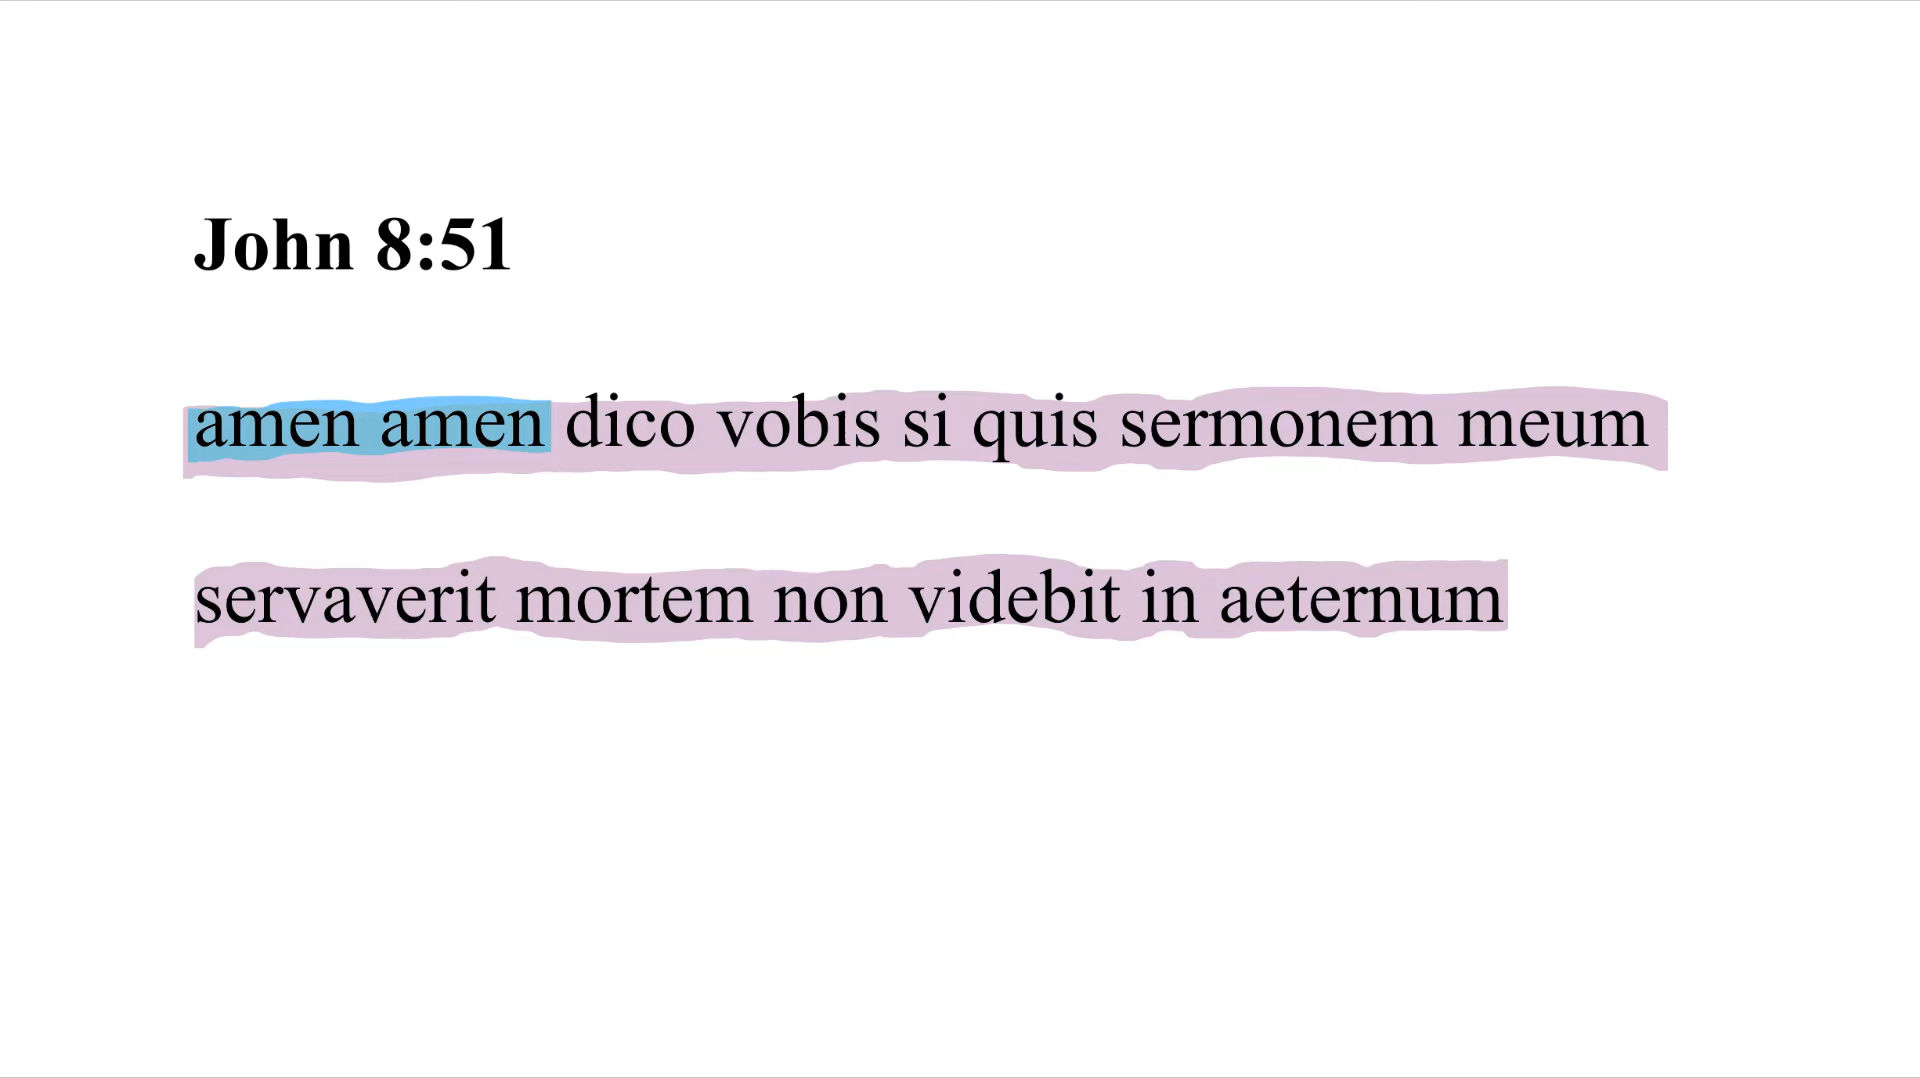 John 8:51
amen amen dico vobis si quis sermonem meum
servaverit mortem non videbit in aeternum